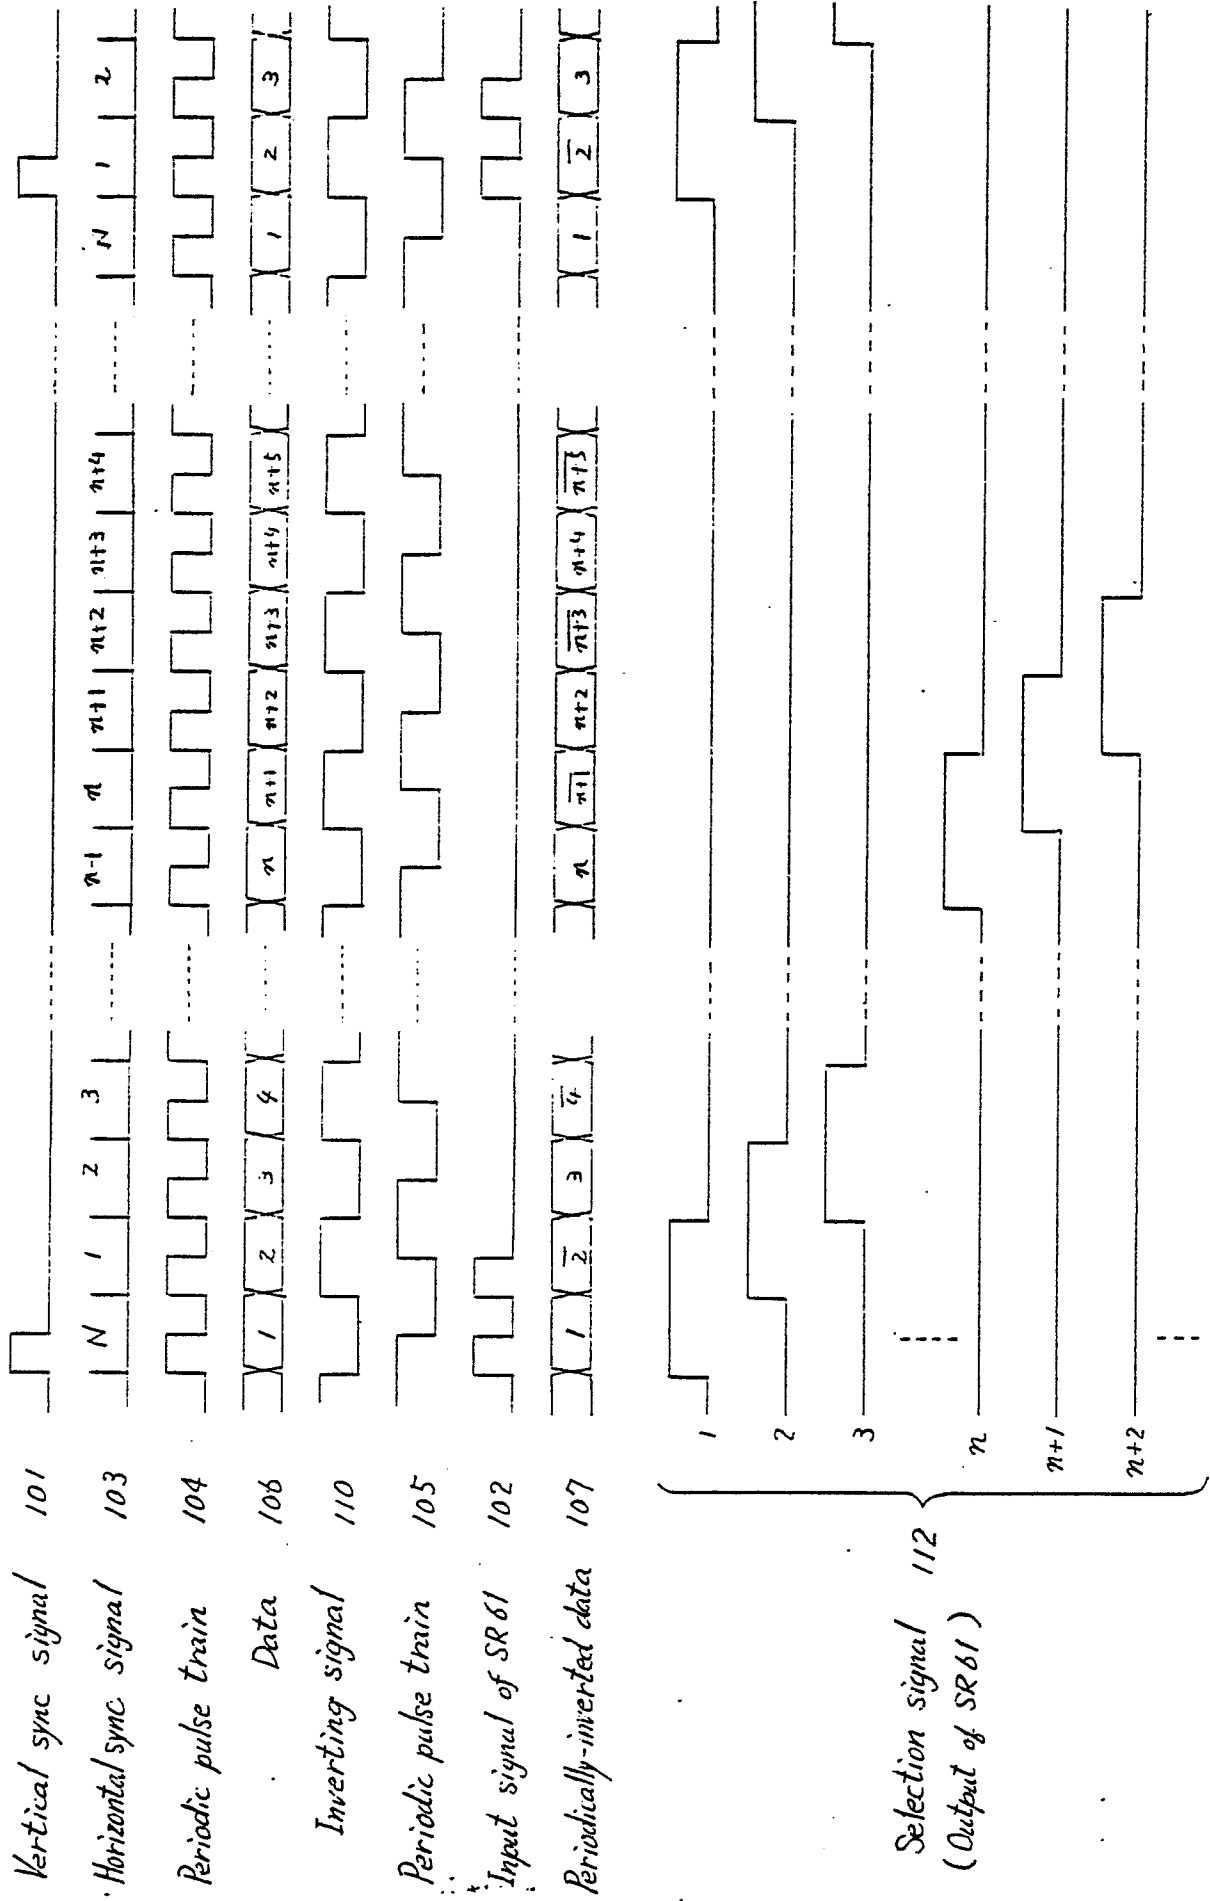 Vertical sync signal 101
Horizontal sync signal 103 N 1 2 3 n-1 n n+1 n+2 n+3 n+4 N 1 2
Periodic pulse train 104
Data 106 1 2 3 4 n n+1 n+2 n+3 n+4 n+5 1 2 3
Inverting signal 110
Periodic pulse train 105
Input signal of SR61 102
Periodically-inverted data 107 1 2̅ 3 4̅ n n̅+̅1̅ n+2 n̅+̅3̅ n+4 n̅+̅5̅ 1 2̅ 3
Selection signal 112
(Output of SR61)
1
2
3
n
n+1
n+2